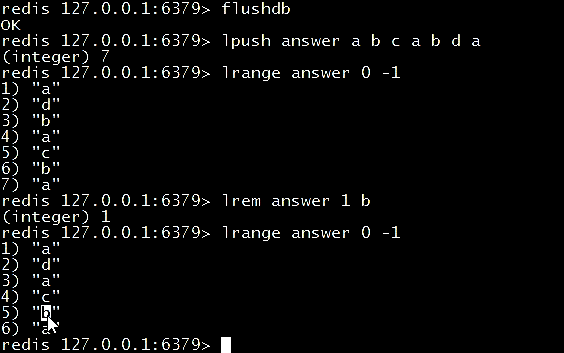 redis 127.0.0.1:6379> flushdb
OK
redis 127.0.0.1:6379> lpush answer a b c a b d a
(integer) 7
redis 127.0.0.1:6379> lrange answer 0 -1
1) "a"
2) "d"
3) "b"
4) "a"
5) "c"
6) "b"
7) "a"
redis 127.0.0.1:6379> lrem answer 1 b
(integer) 1
redis 127.0.0.1:6379> lrange answer 0 -1
1) "a"
2) "d"
3) "a"
4) "c"
5) "b"
6) "a"
redis 127.0.0.1:6379>